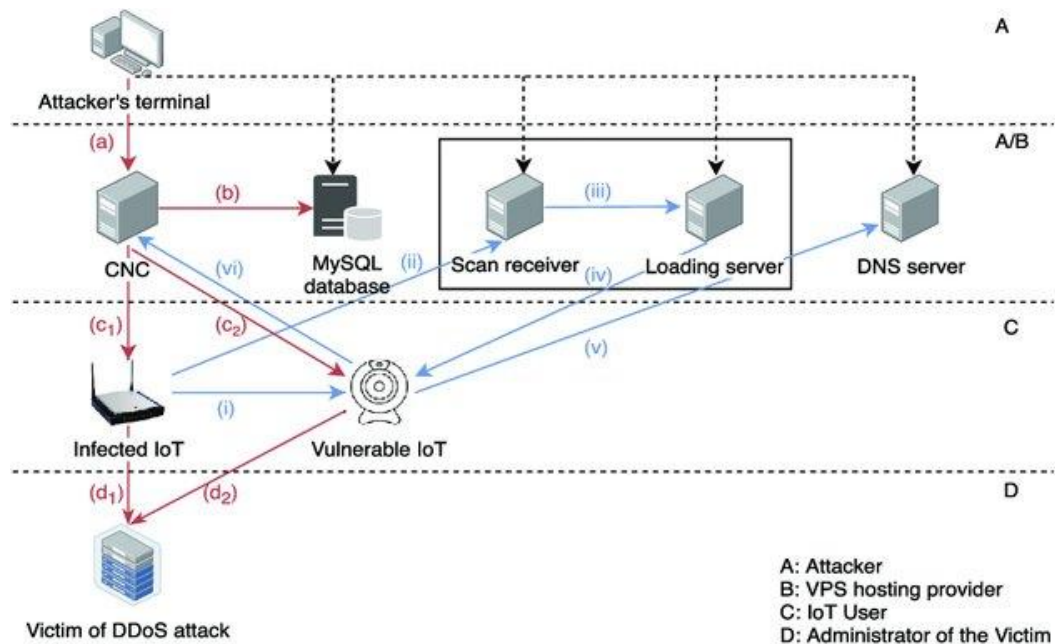 A
Attacker's terminal
(a)
A/B
(b)
(iii)
CNC
(vi)
MySQL
database
(ii)
Scan receiver
(iv)
Loading server
DNS server
(c1)
(c2)
(v)
C
(i)
Infected IoT
Vulnerable IoT
(d1)
(d2)
D
Victim of DDoS attack
A: Attacker
B: VPS hosting provider
C: IoT User
D: Administrator of the Victim